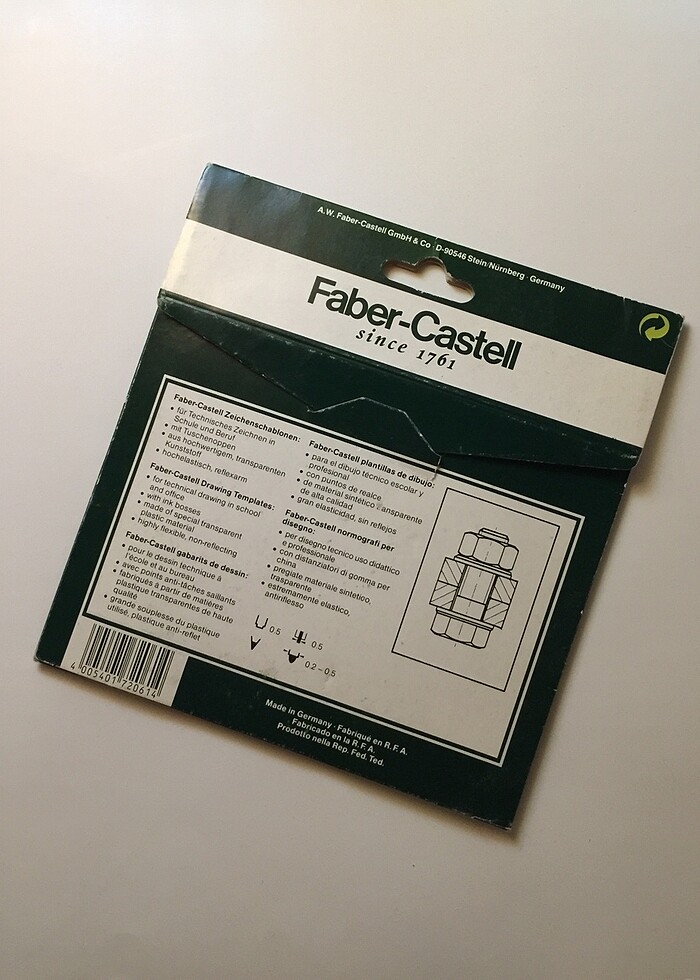 A.W. Faber-Castell GmbH & Co · D-90546 Stein/Nürnberg · Germany
Faber-Castell
since 1761
Faber-Castell Zeichenschablonen:
• für Technisches Zeichnen in
Schule und Beruf
• mit Tuschenoppen
• aus hochwertigem, transparenten
Kunststoff
• hochelastisch, reflexarm
Faber-Castell Drawing Templates:
• for technical drawing in school
and office
• with ink bosses
• made of special transparent
plastic material
• highly flexible, non-reflecting
Faber-Castell gabarits de dessin:
• pour le dessin technique à
l'école et au bureau
• avec points anti-tâches saillants
• fabriqués à partir de matières
plastique transparentes de haute
qualité
• grande souplesse du plastique
utilisé, plastique anti-reflet
Faber-Castell plantillas de dibujo:
• para el dibujo técnico escolar y
profesional
• con puntos de realce
• de material sintético transparente
de alta calidad
• gran elasticidad, sin reflejos
Faber-Castell normografi per
disegno:
• per disegno tecnico uso didattico
e professionale
• con distanziatori di gomma per
china
• pregiate materiale sintetico,
trasparente
• estremamente elastico,
antiriflesso
0.5
0.5
0.2-0.5
4 005401 720614
Made in Germany · Fabriqué en R.F.A.
Fabricado en la R.F.A.
Prodotto nella Rep. Fed. Ted.